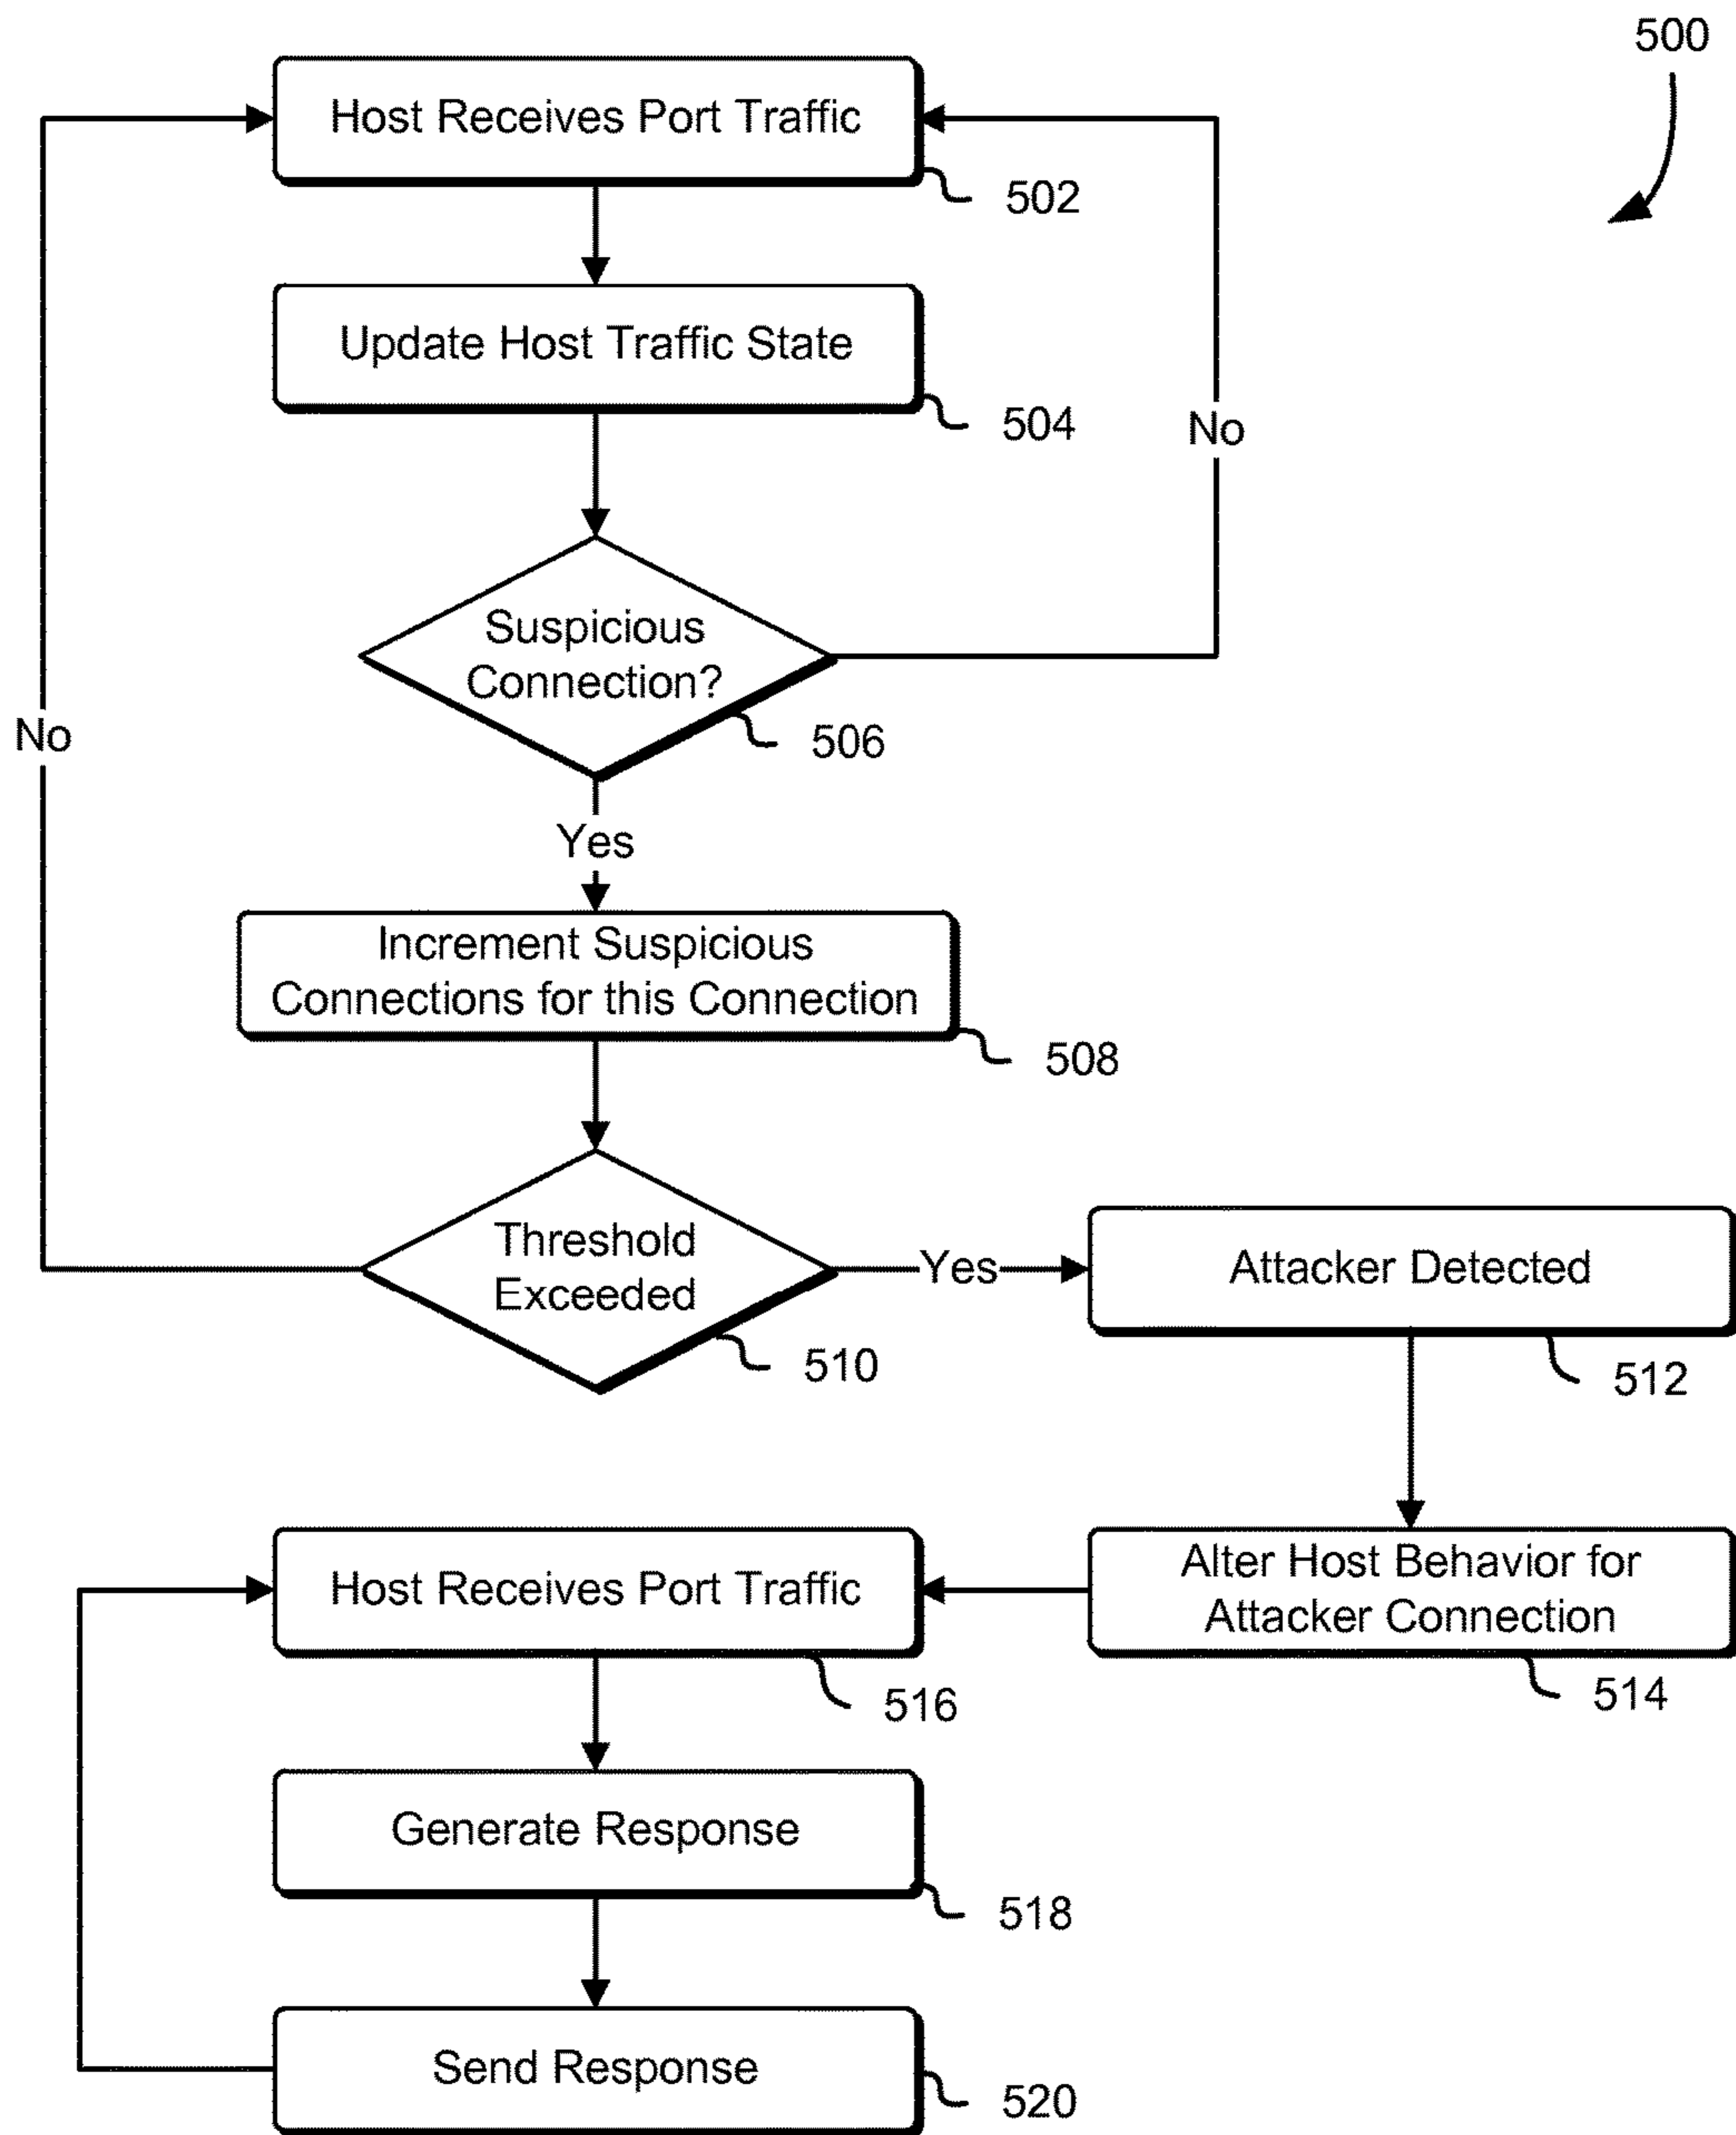 500
Host Receives Port Traffic
502
Update Host Traffic State
504
No
Suspicious
Connection?
506
No
Yes
Increment Suspicious
Connections for this Connection
508
Threshold
Exceeded
510
Yes
Attacker Detected
512
Alter Host Behavior for
Attacker Connection
514
Host Receives Port Traffic
516
Generate Response
518
Send Response
520